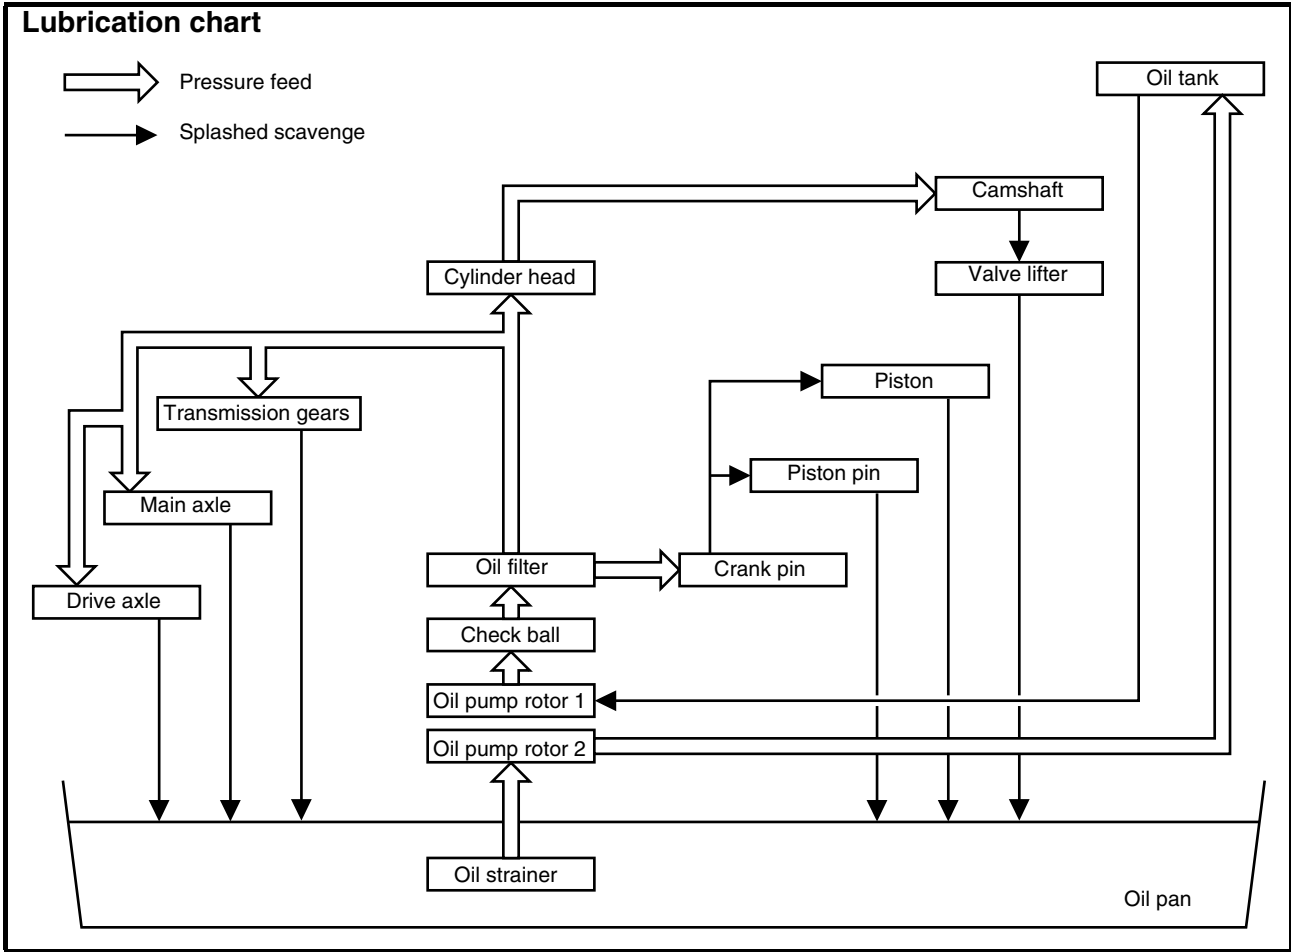 Lubrication chart
Pressure feed
Oil tank
Splashed scavenge
Camshaft
Cylinder head
Valve lifter
Piston
Transmission gears
Piston pin
Main axle
Oil filter
Crank pin
Drive axle
Check ball
Oil pump rotor 1
Oil pump rotor 2
Oil strainer
Oil pan